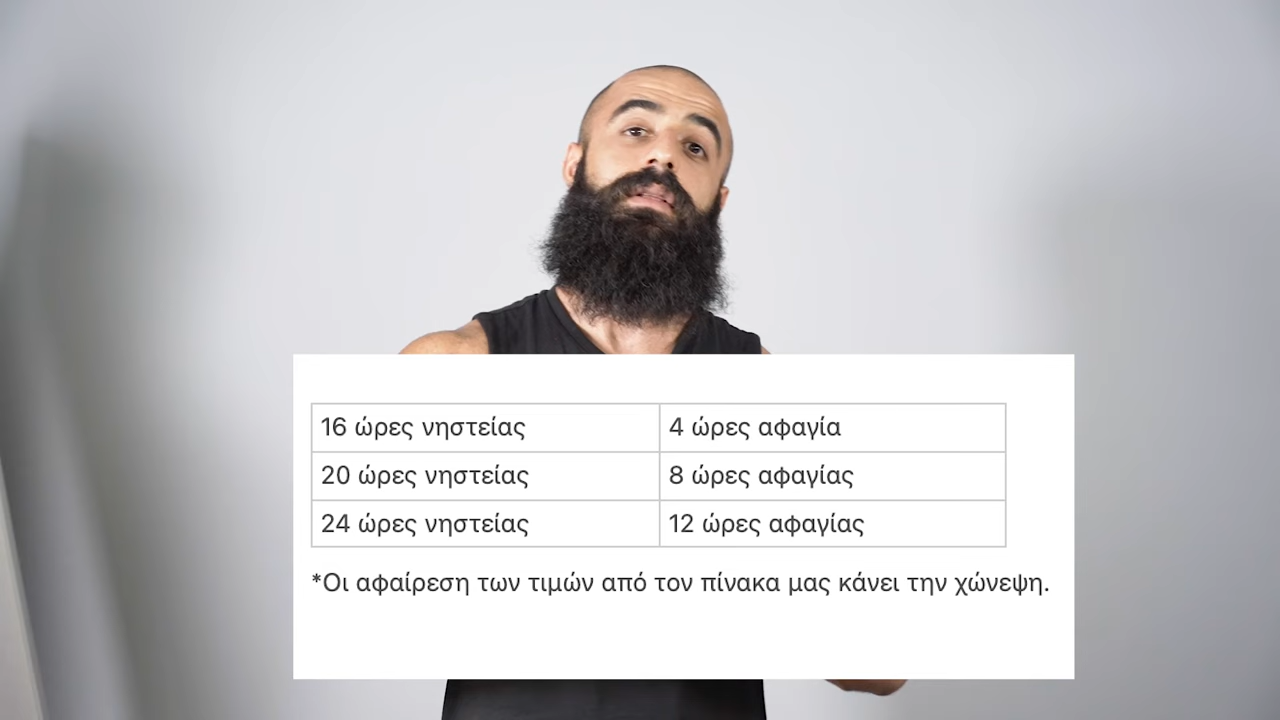 16 ώρες νηστείας 4 ώρες αφαγία
20 ώρες νηστείας 8 ώρες αφαγίας
24 ώρες νηστείας 12 ώρες αφαγίας
*Οι αφαίρεση των τιμών από τον πίνακα μας κάνει την χώνεψη.